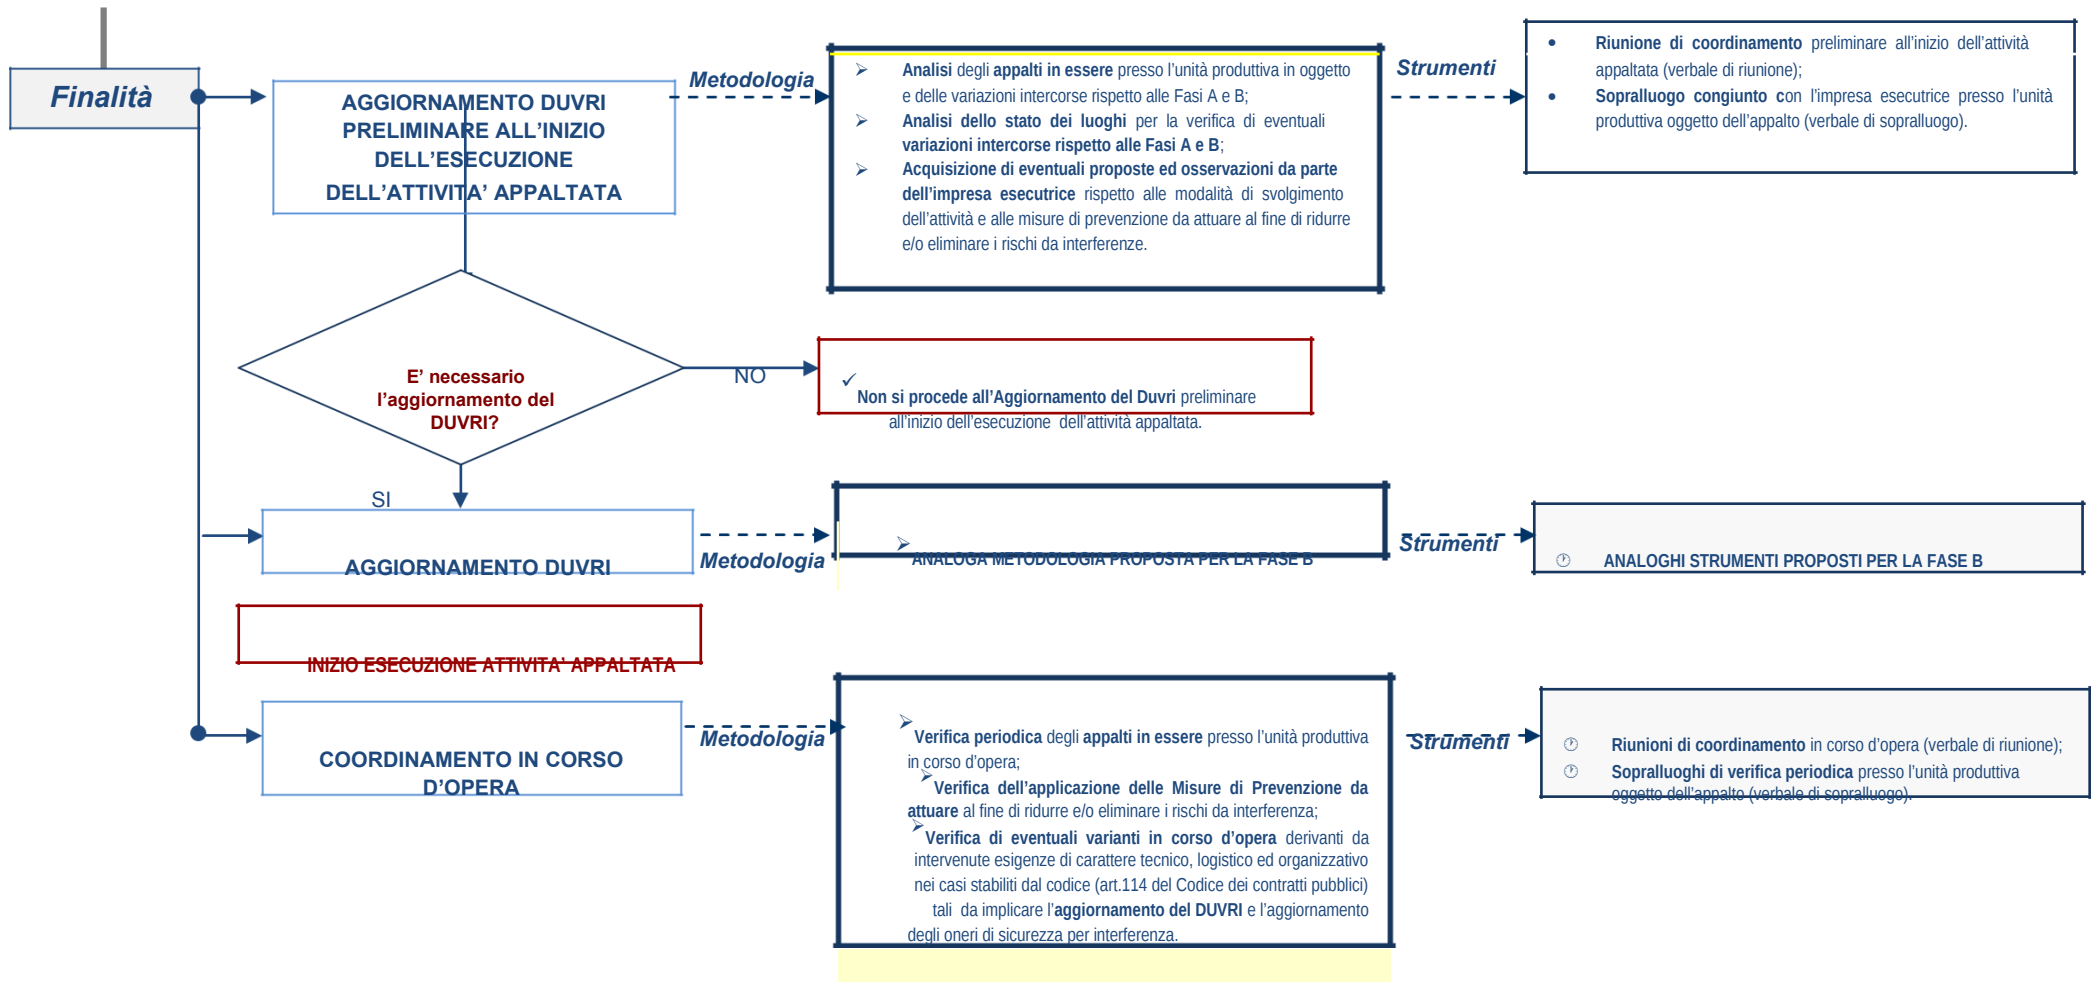 Finalità
AGGIORNAMENTO DUVRI
PRELIMINARE ALL’INIZIO
DELL’ESECUZIONE
DELL’ATTIVITA’ APPALTATA
Metodologia
➢ Analisi degli appalti in essere presso l’unità produttiva in oggetto
e delle variazioni intercorse rispetto alle Fasi A e B;
➢ Analisi dello stato dei luoghi per la verifica di eventuali
variazioni intercorse rispetto alle Fasi A e B;
➢ Acquisizione di eventuali proposte ed osservazioni da parte
dell’impresa esecutrice rispetto alle modalità di svolgimento
dell’attività e alle misure di prevenzione da attuare al fine di ridurre
e/o eliminare i rischi da interferenze.
Strumenti
• Riunione di coordinamento preliminare all’inizio dell’attività
appaltata (verbale di riunione);
• Sopralluogo congiunto con l’impresa esecutrice presso l’unità
produttiva oggetto dell’appalto (verbale di sopralluogo).
E’ necessario
l’aggiornamento del
DUVRI?
NO
✓ Non si procede all’Aggiornamento del Duvri preliminare
all’inizio dell’esecuzione dell’attività appaltata.
SI
AGGIORNAMENTO DUVRI
Metodologia
➢ ANALOGA METODOLOGIA PROPOSTA PER LA FASE B
Strumenti
ANALOGHI STRUMENTI PROPOSTI PER LA FASE B
INIZIO ESECUZIONE ATTIVITA’ APPALTATA
COORDINAMENTO IN CORSO
D’OPERA
Metodologia
➢ Verifica periodica degli appalti in essere presso l’unità produttiva
in corso d’opera;
➢ Verifica dell’applicazione delle Misure di Prevenzione da
attuare al fine di ridurre e/o eliminare i rischi da interferenza;
➢ Verifica di eventuali varianti in corso d’opera derivanti da
intervenute esigenze di carattere tecnico, logistico ed organizzativo
nei casi stabiliti dal codice (art.114 del Codice dei contratti pubblici)
tali da implicare l’aggiornamento del DUVRI e l’aggiornamento
degli oneri di sicurezza per interferenza.
Strumenti
Riunioni di coordinamento in corso d’opera (verbale di riunione);
Sopralluoghi di verifica periodica presso l’unità produttiva
oggetto dell’appalto (verbale di sopralluogo).